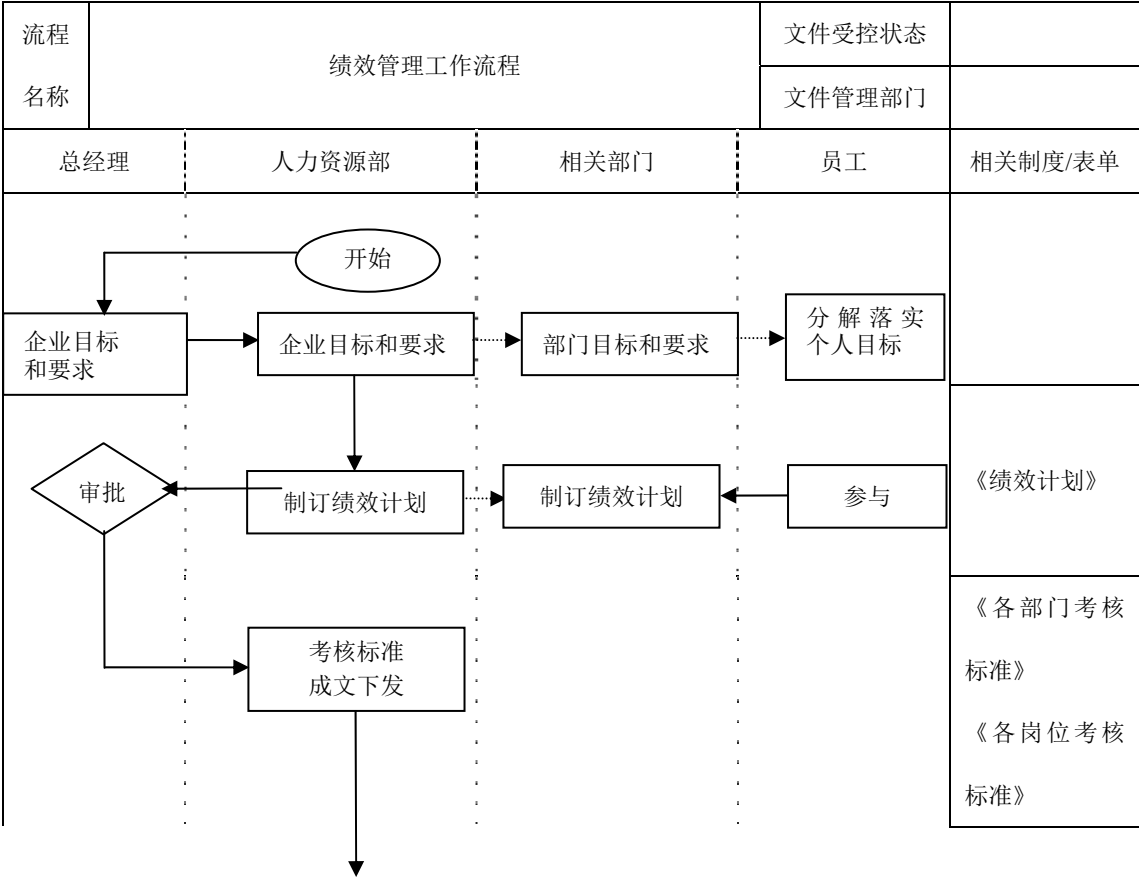 流程
名称
绩效管理工作流程
文件受控状态
文件管理部门
总经理
人力资源部
相关部门
员工
相关制度/表单
开始
企业目标
和要求
企业目标和要求
部门目标和要求
分解落实
个人目标
审批
制订绩效计划
制订绩效计划
参与
《绩效计划》
考核标准
成文下发
《各部门考核
标准》
《各岗位考核
标准》